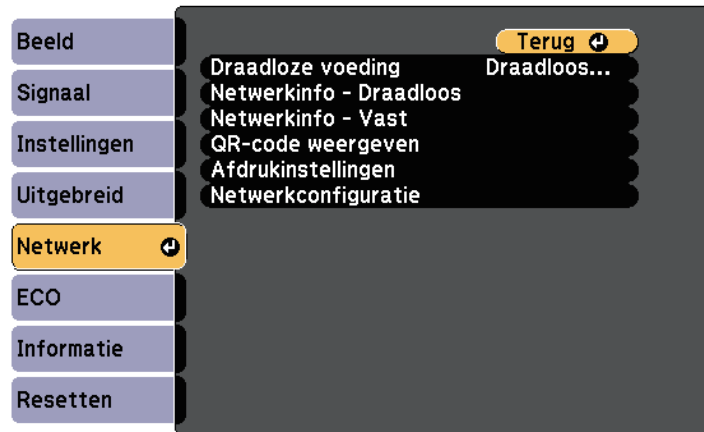 Beeld
Signaal
Instellingen
Uitgebreid
Netwerk
ECO
Informatie
Resetten
Terug
Draadloze voeding Draadloos...
Netwerkinfo - Draadloos
Netwerkinfo - Vast
QR-code weergeven
Afdrukinstellingen
Netwerkconfiguratie